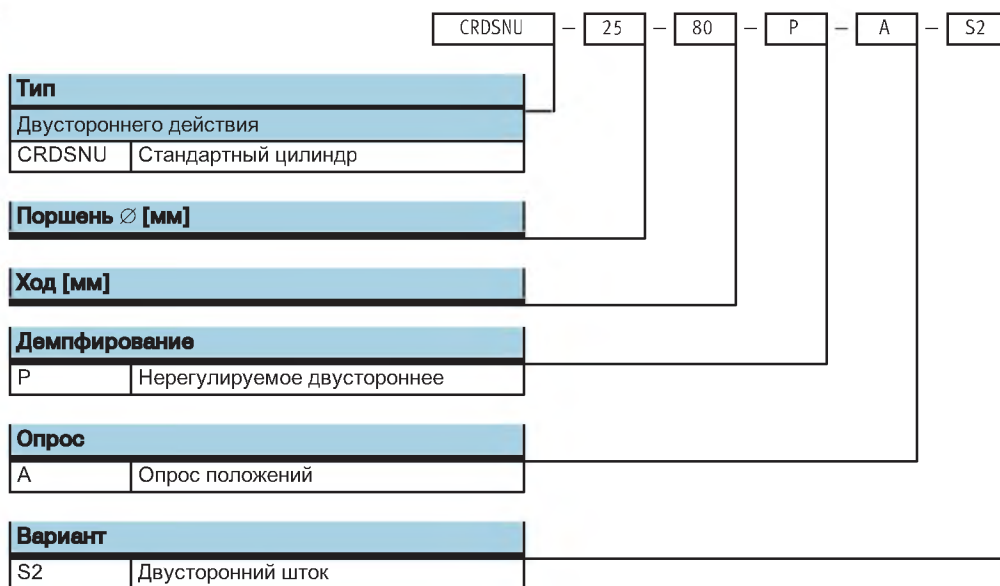 CRDSNU – 25 – 80 – P – A – S2
Тип
Двустороннего действия
CRDSNU Стандартный цилиндр
Поршень ∅ [мм]
Ход [мм]
Демпфирование
P Нерегулируемое двустороннее
Опрос
A Опрос положений
Вариант
S2 Двусторонний шток